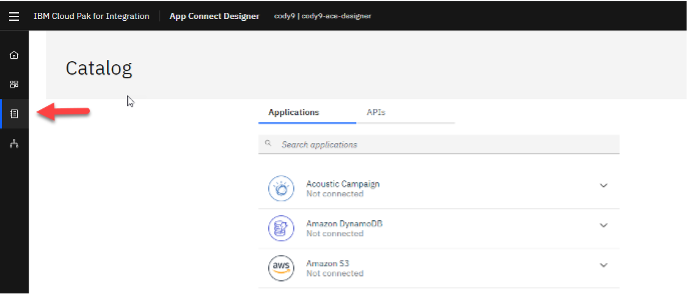 IBM Cloud Pak for Integration App Connect Designer cody9 | cody9-ace-designer
Catalog
Applications APIs
Search applications
Acoustic Campaign
Not connected
Amazon DynamoDB
Not connected
aws
Amazon S3
Not connected